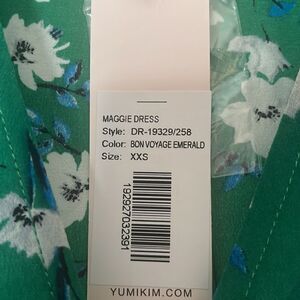 MAGGIE DRESS
Style: DR-19329/258
Color: BON VOYAGE EMERALD
Size: XXS
192927032391
YUMIKIM.COM